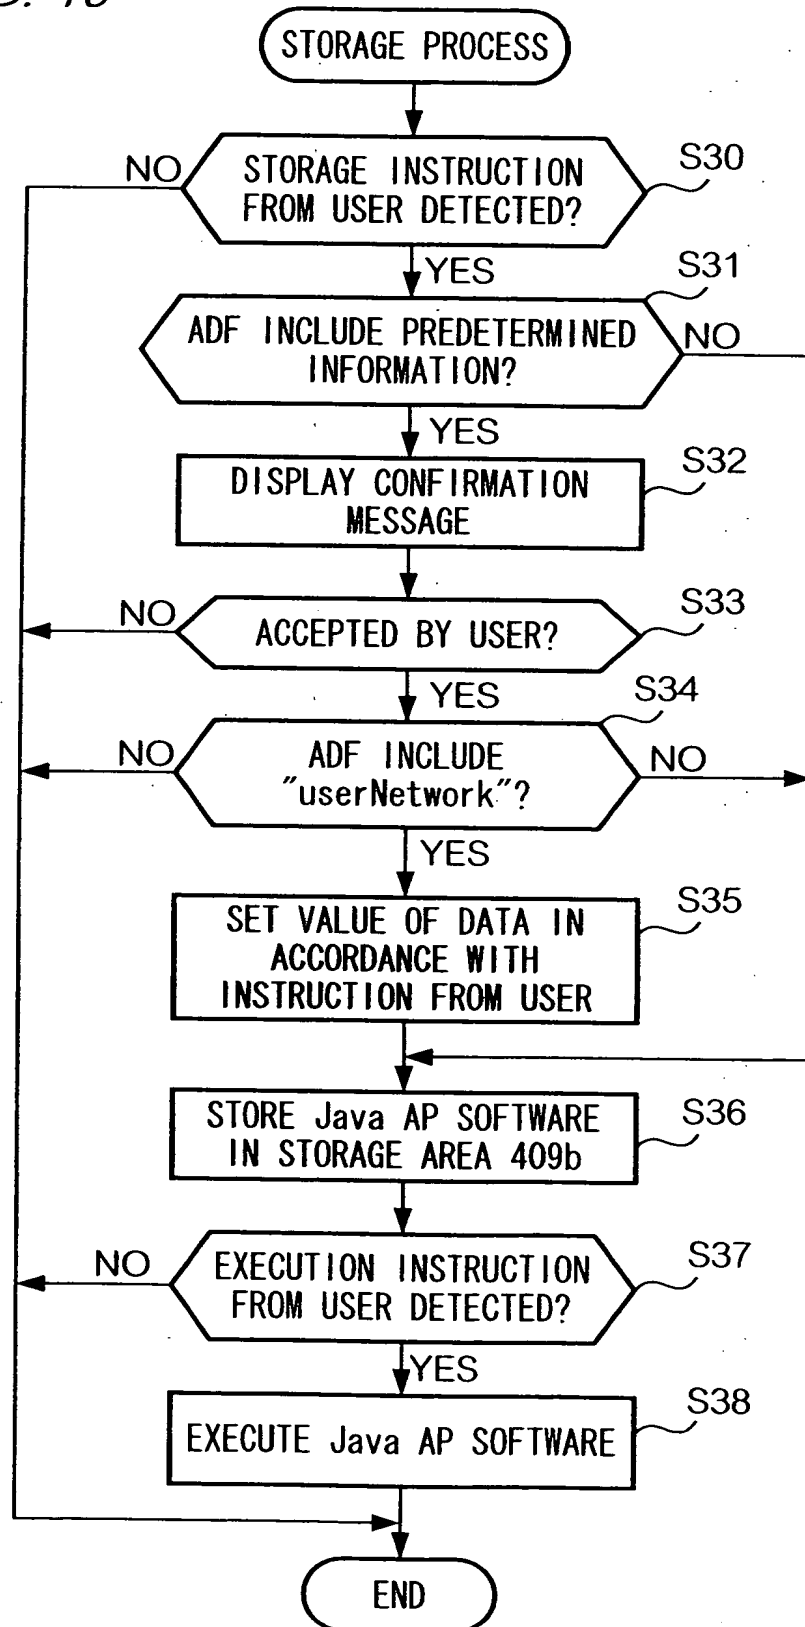 STORAGE PROCESS
S30
NO
STORAGE INSTRUCTION
FROM USER DETECTED?
YES
S31
ADF INCLUDE PREDETERMINED
INFORMATION?
NO
YES
S32
DISPLAY CONFIRMATION
MESSAGE
S33
NO
ACCEPTED BY USER?
YES
S34
NO
ADF INCLUDE
"userNetwork"?
NO
YES
S35
SET VALUE OF DATA IN
ACCORDANCE WITH
INSTRUCTION FROM USER
S36
STORE Java AP SOFTWARE
IN STORAGE AREA 409b
S37
NO
EXECUTION INSTRUCTION
FROM USER DETECTED?
YES
S38
EXECUTE Java AP SOFTWARE
END